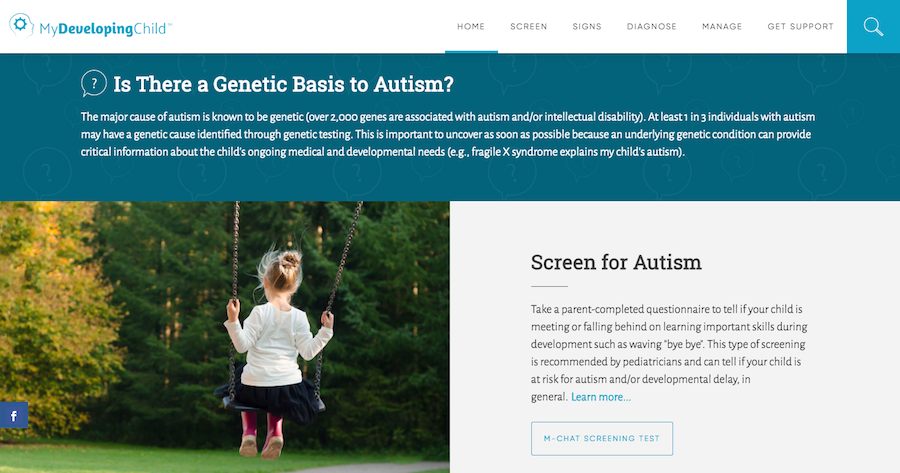 MyDevelopingChild™
HOME SCREEN SIGNS DIAGNOSE MANAGE GET SUPPORT
? Is There a Genetic Basis to Autism?
The major cause of autism is known to be genetic (over 2,000 genes are associated with autism and/or intellectual disability). At least 1 in 3 individuals with autism
may have a genetic cause identified through genetic testing. This is important to uncover as soon as possible because an underlying genetic condition can provide
critical information about the child's ongoing medical and developmental needs (e.g., fragile X syndrome explains my child's autism).
Screen for Autism
Take a parent-completed questionnaire to tell if your child is
meeting or falling behind on learning important skills during
development such as waving "bye bye". This type of screening
is recommended by pediatricians and can tell if your child is
at risk for autism and/or developmental delay, in
general. Learn more...
f
M-CHAT SCREENING TEST